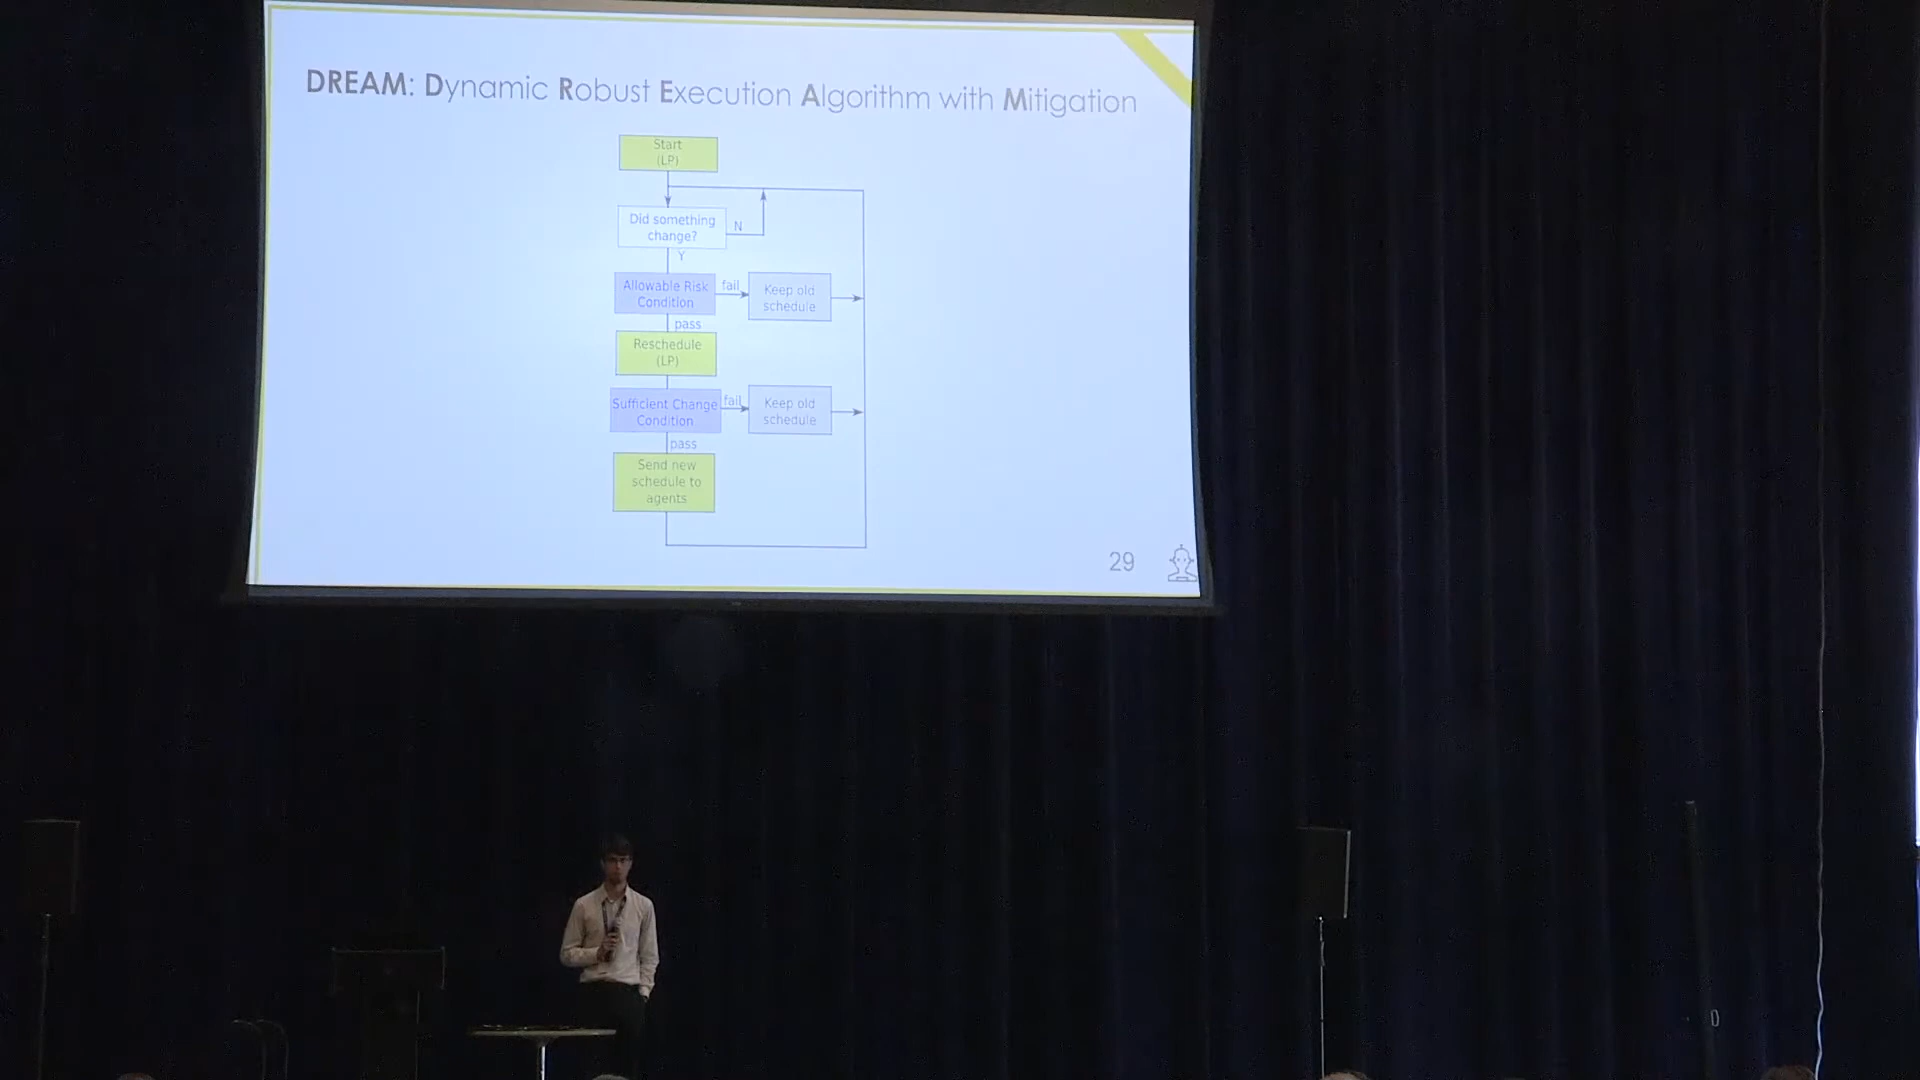 DREAM: Dynamic Robust Execution Algorithm with Mitigation
Start
(LP)
Did something
change?
N
Y
Allowable Risk
Condition
fail
Keep old
schedule
pass
Reschedule
(LP)
Sufficient Change
Condition
fail
Keep old
schedule
pass
Send new
schedule to
agents
29